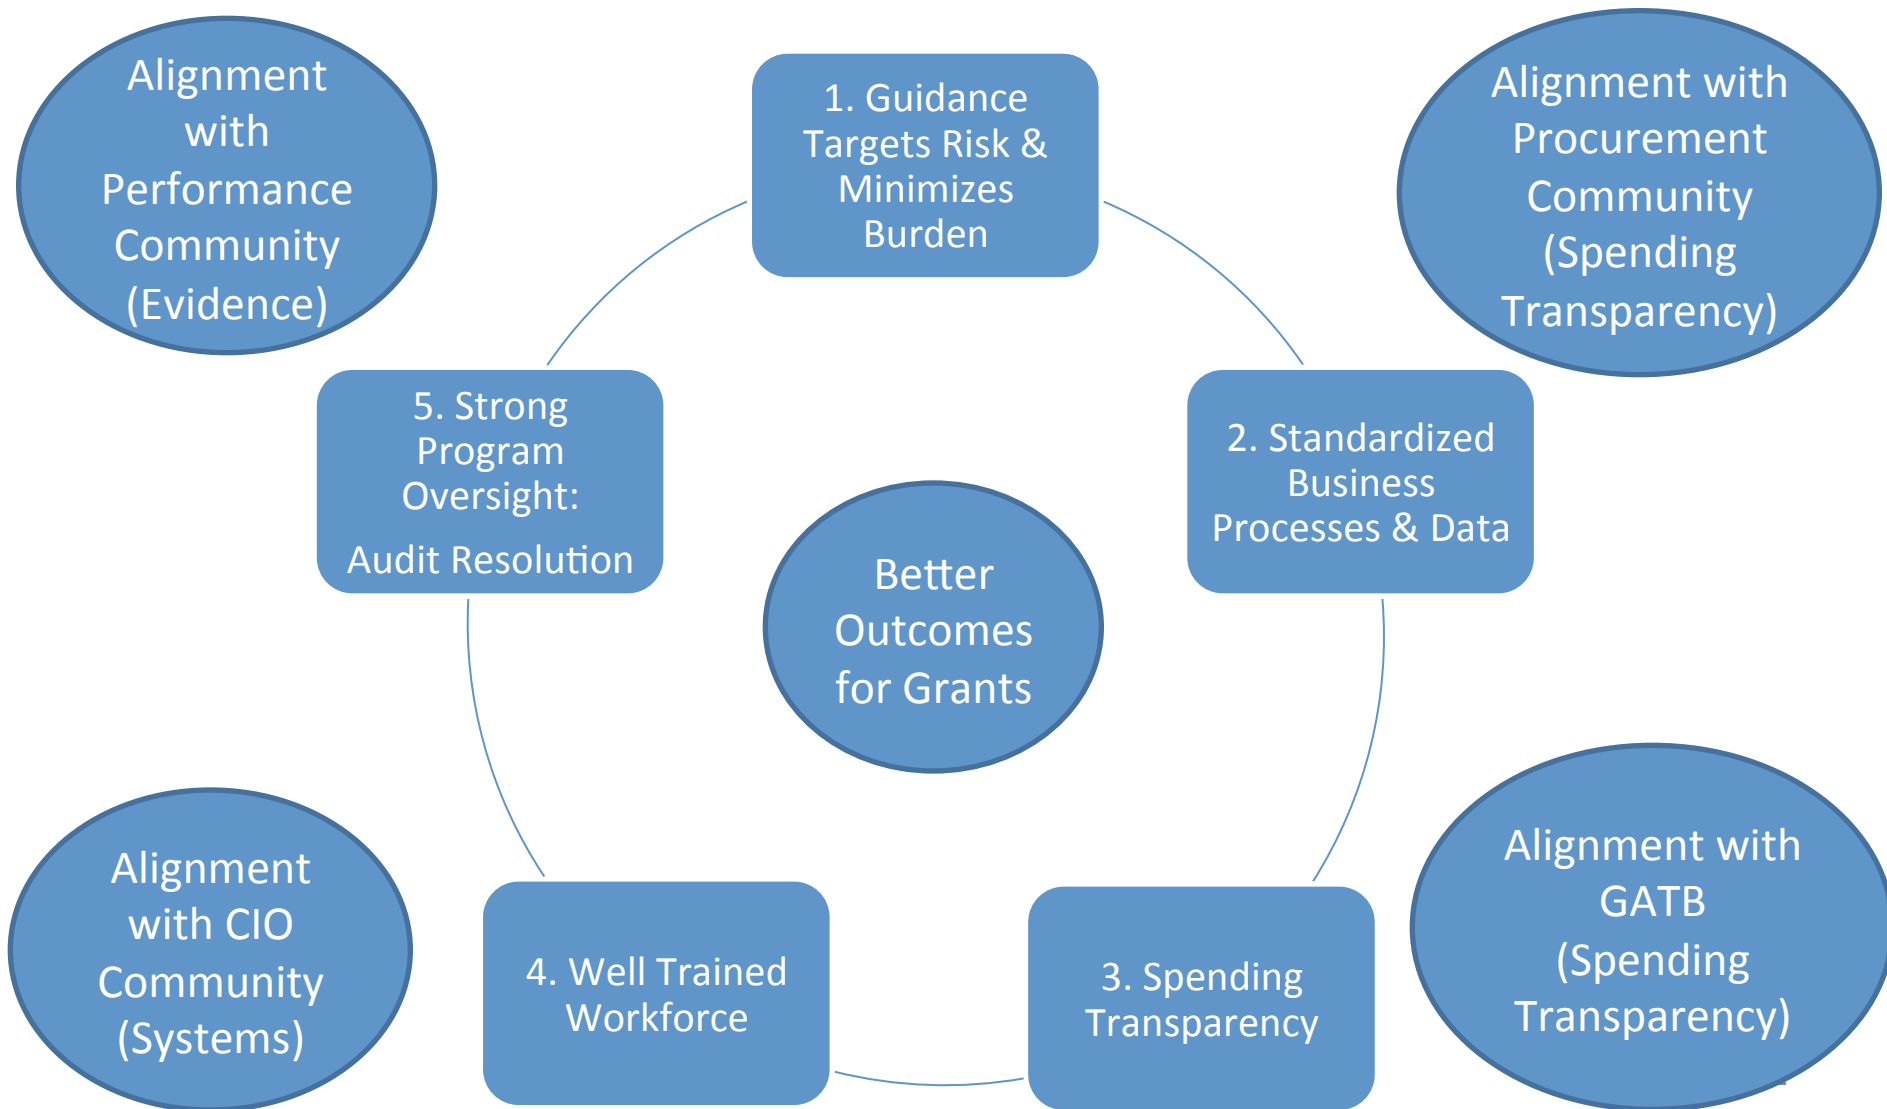 Alignment
with
Performance
Community
(Evidence)
1. Guidance
Targets Risk &
Minimizes
Burden
Alignment with
Procurement
Community
(Spending
Transparency)
5. Strong
Program
Oversight:
Audit Resolution
2. Standardized
Business
Processes & Data
Better
Outcomes
for Grants
Alignment
with CIO
Community
(Systems)
4. Well Trained
Workforce
3. Spending
Transparency
Alignment with
GATB
(Spending
Transparency)